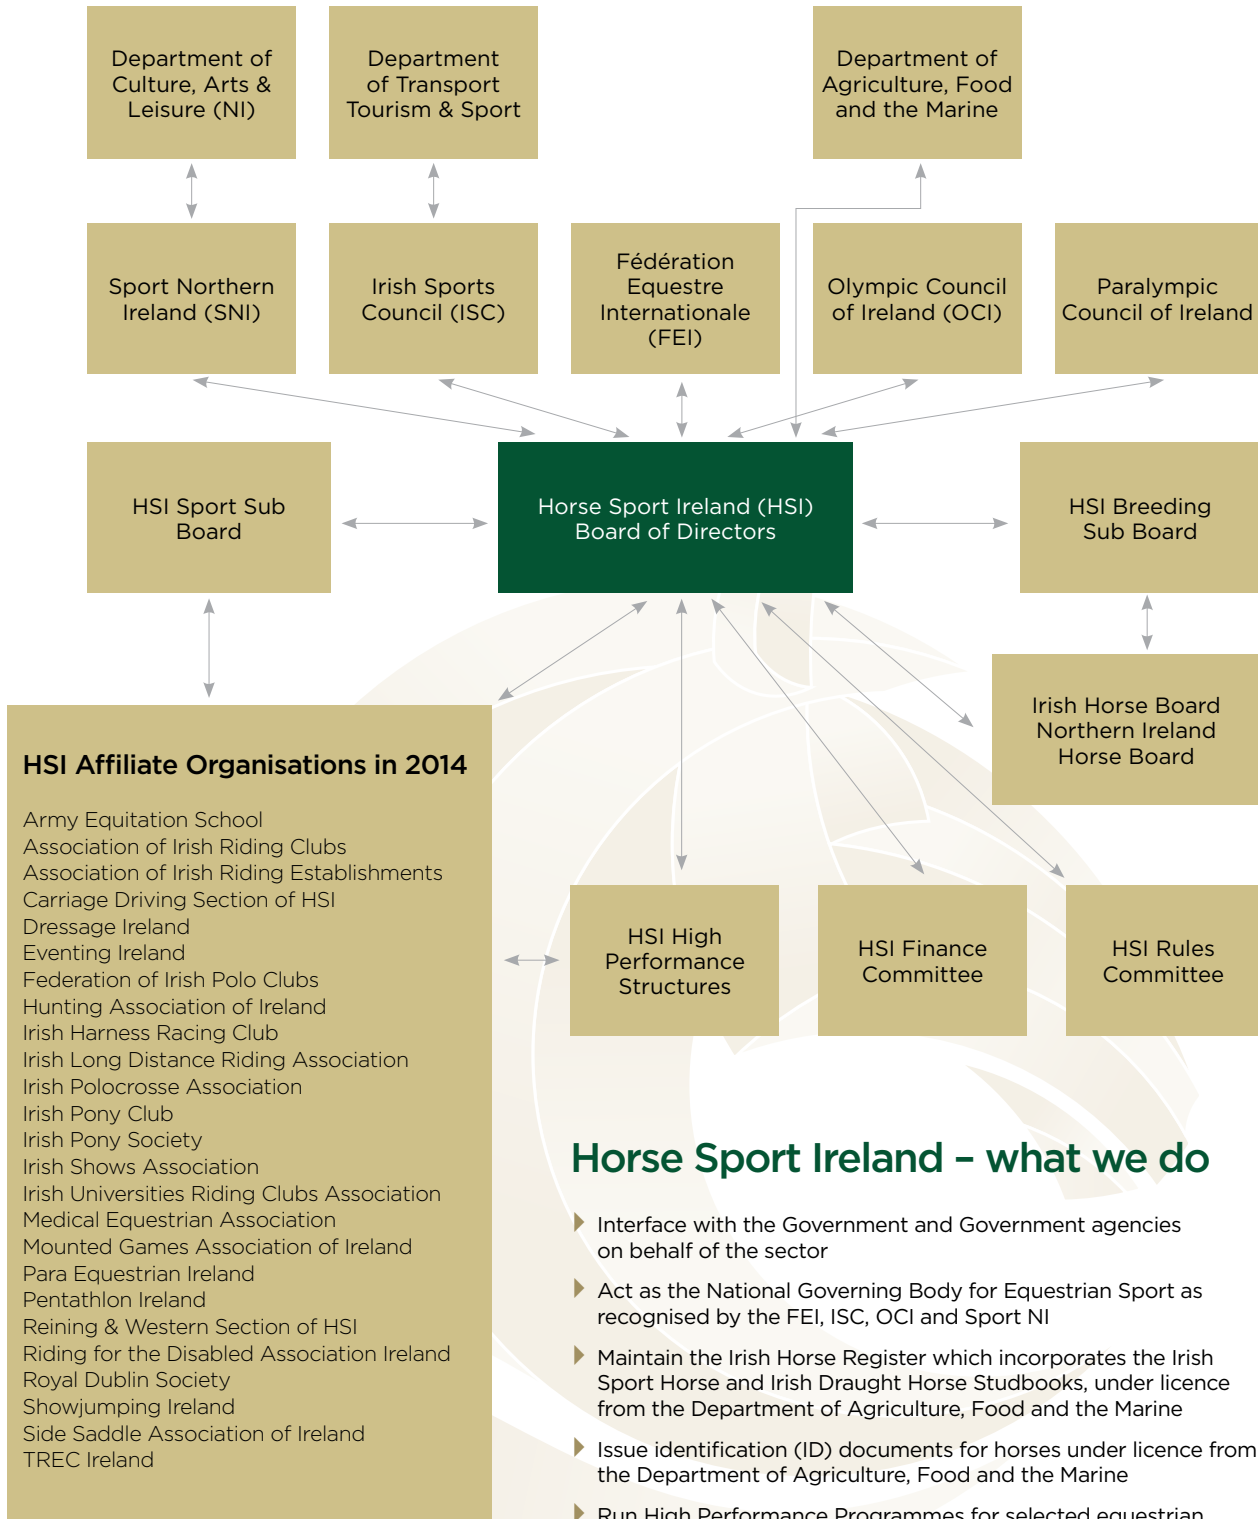 Department of
Culture, Arts &
Leisure (NI)
Department
of Transport
Tourism & Sport
Department of
Agriculture, Food
and the Marine
Sport Northern
Ireland (SNI)
Irish Sports
Council (ISC)
Fédération
Equestre
Internationale
(FEI)
Olympic Council
of Ireland (OCI)
Paralympic
Council of Ireland
HSI Sport Sub
Board
Horse Sport Ireland (HSI)
Board of Directors
HSI Breeding
Sub Board
Irish Horse Board
Northern Ireland
Horse Board
HSI Affiliate Organisations in 2014
Army Equitation School
Association of Irish Riding Clubs
Association of Irish Riding Establishments
Carriage Driving Section of HSI
Dressage Ireland
Eventing Ireland
Federation of Irish Polo Clubs
Hunting Association of Ireland
Irish Harness Racing Club
Irish Long Distance Riding Association
Irish Polocrosse Association
Irish Pony Club
Irish Pony Society
Irish Shows Association
Irish Universities Riding Clubs Association
Medical Equestrian Association
Mounted Games Association of Ireland
Para Equestrian Ireland
Pentathlon Ireland
Reining & Western Section of HSI
Riding for the Disabled Association Ireland
Royal Dublin Society
Showjumping Ireland
Side Saddle Association of Ireland
TREC Ireland
HSI High
Performance
Structures
HSI Finance
Committee
HSI Rules
Committee
Horse Sport Ireland – what we do
Interface with the Government and Government agencies
on behalf of the sector
Act as the National Governing Body for Equestrian Sport as
recognised by the FEI, ISC, OCI and Sport NI
Maintain the Irish Horse Register which incorporates the Irish
Sport Horse and Irish Draught Horse Studbooks, under licence
from the Department of Agriculture, Food and the Marine
Issue identification (ID) documents for horses under licence from
the Department of Agriculture, Food and the Marine
Run High Performance Programmes for selected equestrian